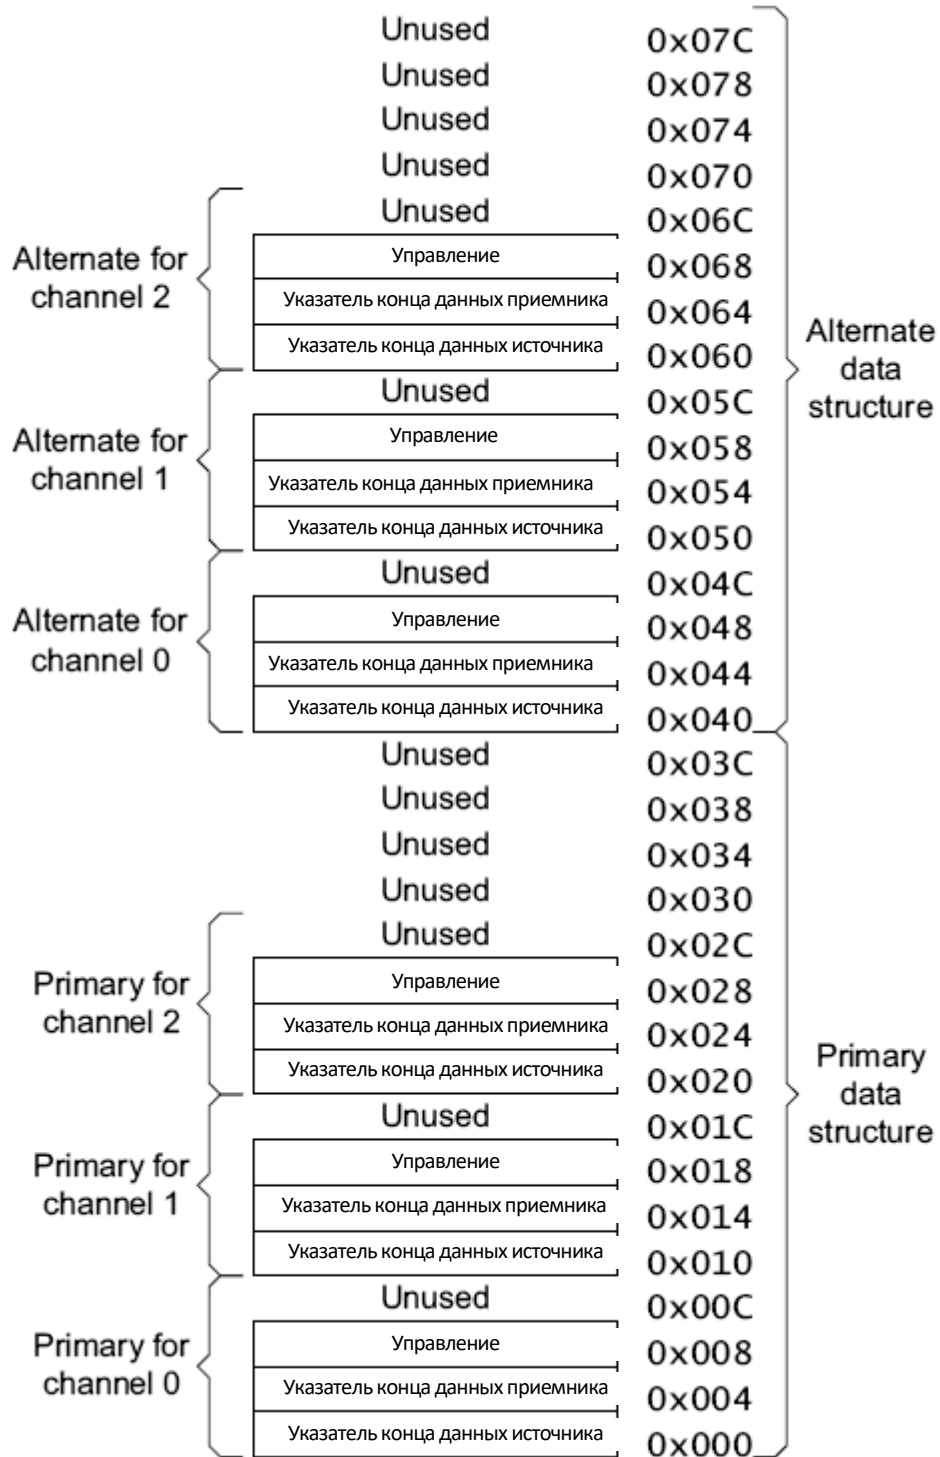 Unused 0x07C
Unused 0x078
Unused 0x074
Unused 0x070
Unused 0x06C
Alternate for
channel 2
Управление 0x068
Указатель конца данных приемника 0x064
Указатель конца данных источника 0x060
Alternate
data
structure
Unused 0x05C
Alternate for
channel 1
Управление 0x058
Указатель конца данных приемника 0x054
Указатель конца данных источника 0x050
Unused 0x04C
Alternate for
channel 0
Управление 0x048
Указатель конца данных приемника 0x044
Указатель конца данных источника 0x040
Unused 0x03C
Unused 0x038
Unused 0x034
Unused 0x030
Unused 0x02C
Primary for
channel 2
Управление 0x028
Указатель конца данных приемника 0x024
Указатель конца данных источника 0x020
Primary
data
structure
Unused 0x01C
Primary for
channel 1
Управление 0x018
Указатель конца данных приемника 0x014
Указатель конца данных источника 0x010
Unused 0x00C
Primary for
channel 0
Управление 0x008
Указатель конца данных приемника 0x004
Указатель конца данных источника 0x000